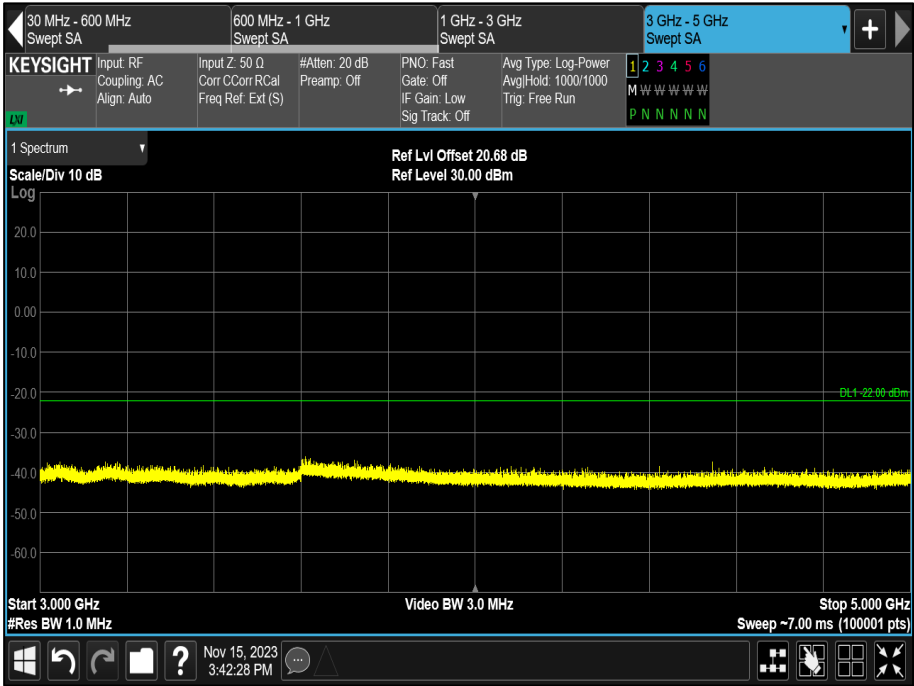 30 MHz - 600 MHz
Swept SA
600 MHz - 1 GHz
Swept SA
1 GHz - 3 GHz
Swept SA
3 GHz - 5 GHz
Swept SA
+
KEYSIGHT
LXI
Input: RF
Coupling: AC
Align: Auto
Input Z: 50 Ω
Corr CCorr RCal
Freq Ref: Ext (S)
#Atten: 20 dB
Preamp: Off
PNO: Fast
Gate: Off
IF Gain: Low
Sig Track: Off
Avg Type: Log-Power
Avg|Hold: 1000/1000
Trig: Free Run
1 2 3 4 5 6
M W W W W W
P N N N N N
1 Spectrum
Scale/Div 10 dB
Ref Lvl Offset 20.68 dB
Ref Level 30.00 dBm
Log
20.0
10.0
0.00
-10.0
-20.0
DL1 -22.00 dBm
-30.0
-40.0
-50.0
-60.0
Start 3.000 GHz
Video BW 3.0 MHz
Stop 5.000 GHz
#Res BW 1.0 MHz
Sweep ~7.00 ms (100001 pts)
?
Nov 15, 2023
3:42:28 PM